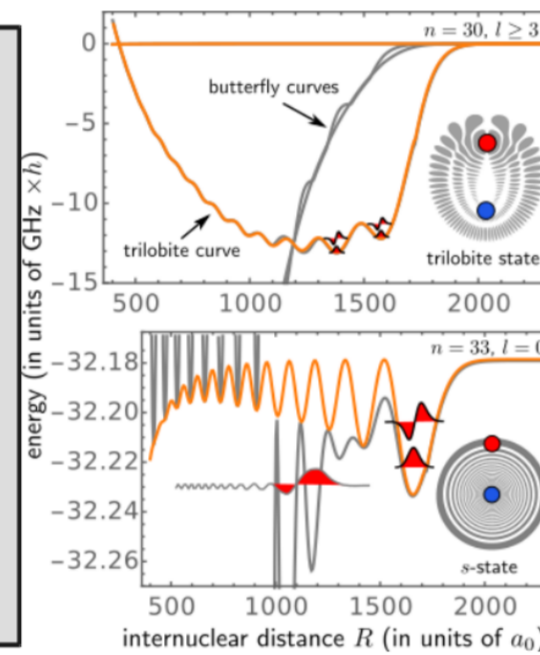 n = 30, l ≥ 3
0
butterfly curves
−5
−10
trilobite curve
trilobite state
−15
500
1000
1500
2000
energy (in units of GHz ×h)
n = 33, l = 0
−32.18
−32.20
−32.22
−32.24
−32.26
s-state
500
1000
1500
2000
internuclear distance R (in units of a₀)